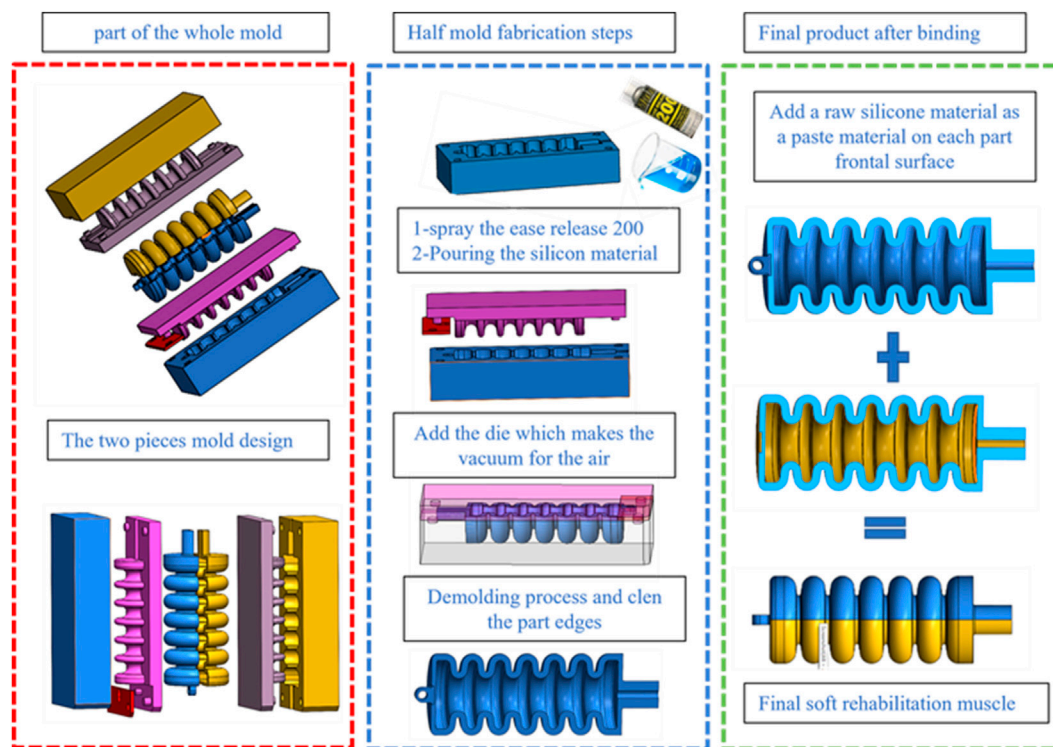 part of the whole mold
Half mold fabrication steps
Final product after binding
The two pieces mold design
200
1-spray the ease release 200
2-Pouring the silicon material
Add the die which makes the
vacuum for the air
Demolding process and clen
the part edges
Add a raw silicone material as
a paste material on each part
frontal surface
Final soft rehabilitation muscle